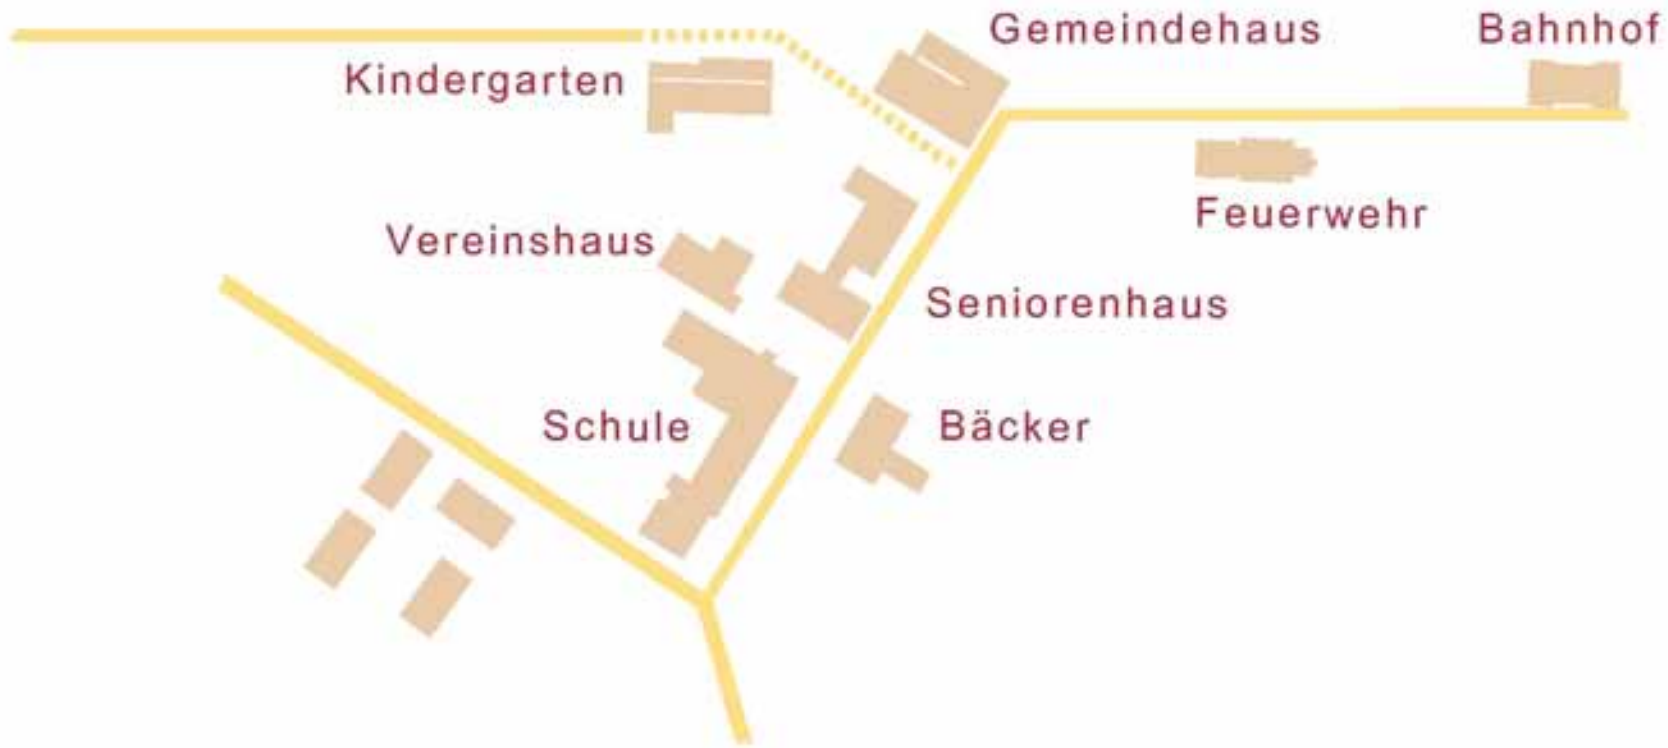 Gemeindehaus
Bahnhof
Kindergarten
Feuerwehr
Vereinshaus
Seniorenhaus
Schule
Bäcker